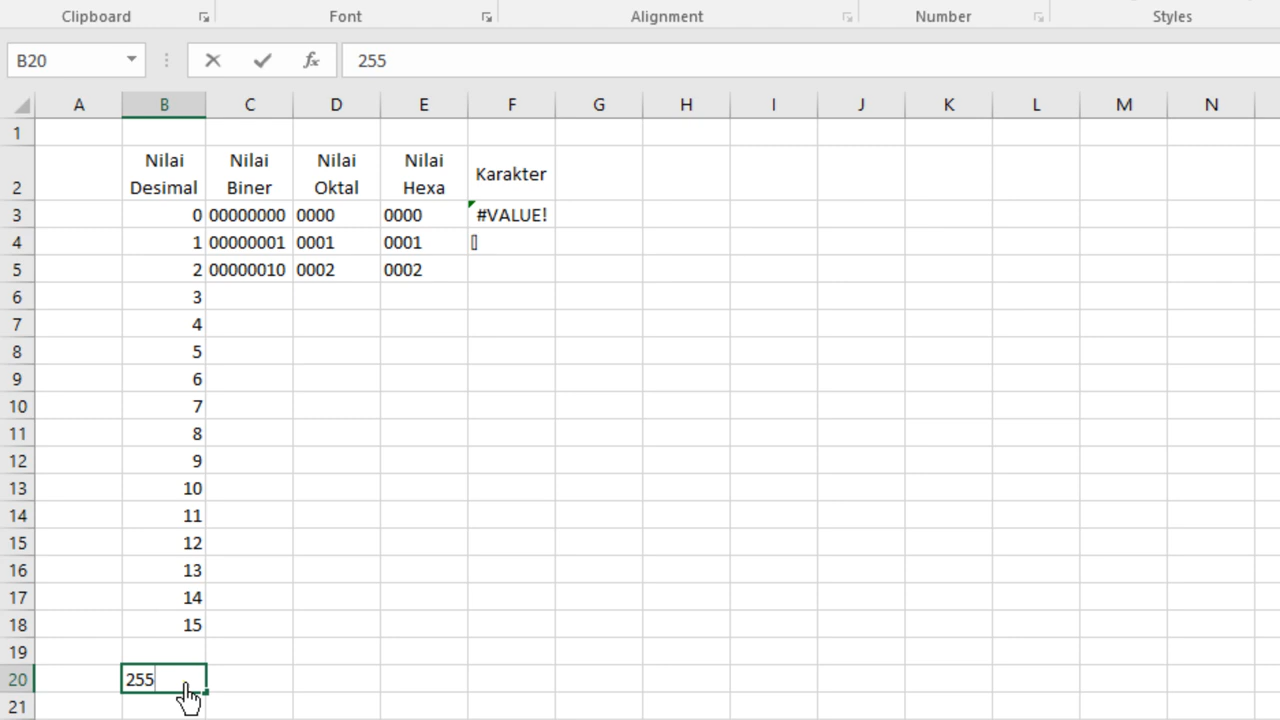 Clipboard Font Alignment Number Styles
B20 fx 255
A B C D E F G H I J K L M N
1
2 Nilai Desimal Nilai Biner Nilai Oktal Nilai Hexa Karakter
3 0 00000000 0000 0000 #VALUE!
4 1 00000001 0001 0001
5 2 00000010 0002 0002
6 3
7 4
8 5
9 6
10 7
11 8
12 9
13 10
14 11
15 12
16 13
17 14
18 15
19
20 255
21